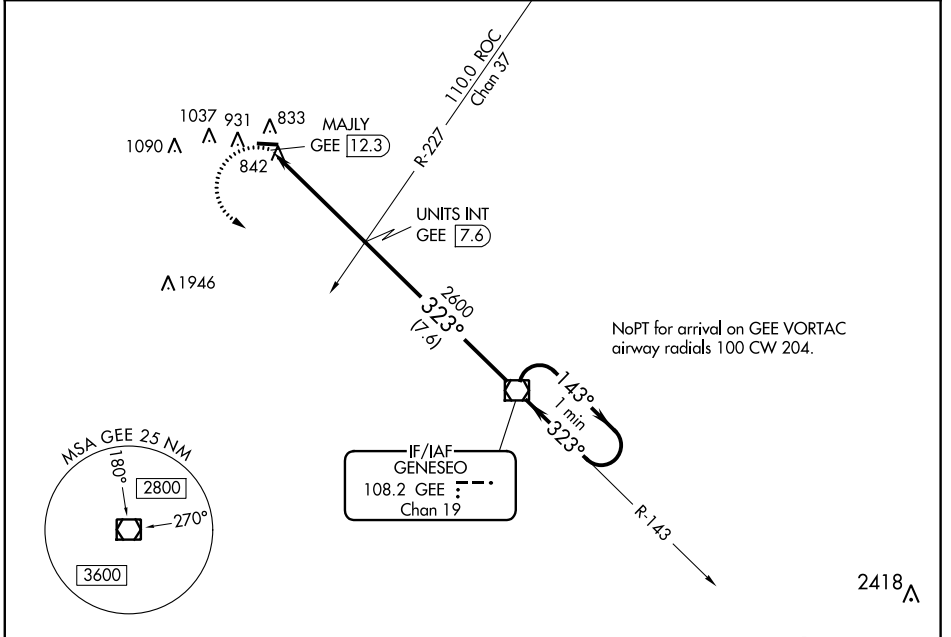 110.0 ROC
Chan 37
R-227
1090
1037
931
833
842
MAJLY
GEE 12.3
UNITS INT
GEE 7.6
1946
2600
323°
(7.6)
NoPT for arrival on GEE VORTAC
airway radials 100 CW 204.
143°
1 min
323°
IF/IAF
GENESEO
108.2 GEE
Chan 19
R-143
MSA GEE 25 NM
180°
2800
270°
3600
2418